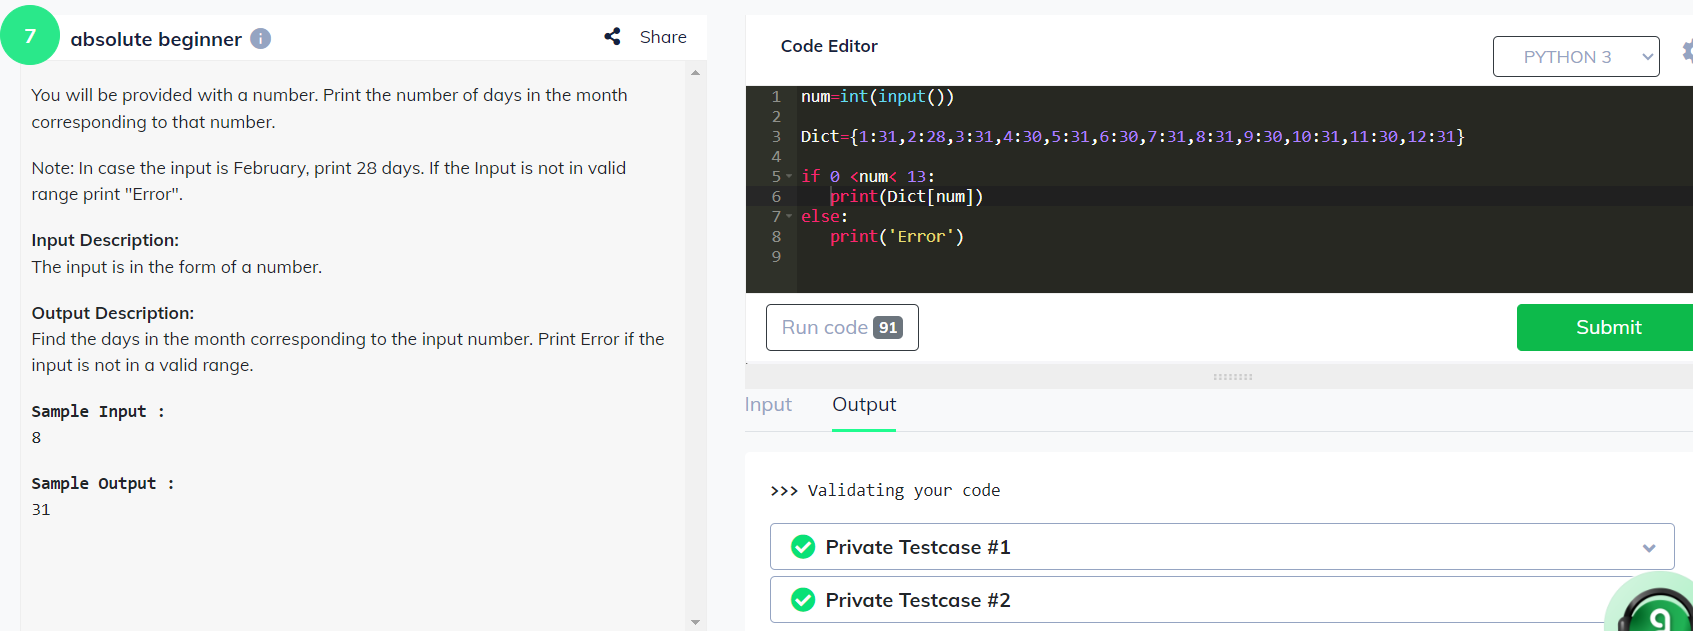 7
absolute beginner i
Share
You will be provided with a number. Print the number of days in the month
corresponding to that number.
Note: In case the input is February, print 28 days. If the Input is not in valid
range print "Error".
Input Description:
The input is in the form of a number.
Output Description:
Find the days in the month corresponding to the input number. Print Error if the
input is not in a valid range.
Sample Input :
8
Sample Output :
31
Code Editor
PYTHON 3
1 num=int(input())
2
3 Dict={1:31,2:28,3:31,4:30,5:31,6:30,7:31,8:31,9:30,10:31,11:30,12:31}
4
5 if 0 <num< 13:
6    print(Dict[num])
7 else:
8    print('Error')
9
Run code 91
Submit
Input Output
>>> Validating your code
Private Testcase #1
Private Testcase #2